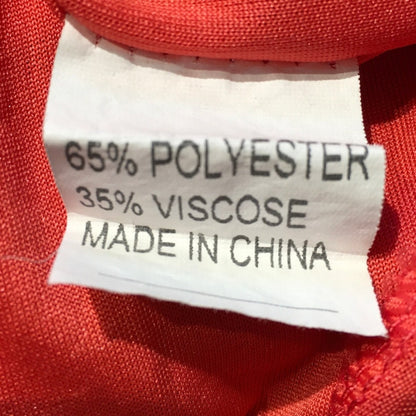 65% POLYESTER
35% VISCOSE
MADE IN CHINA